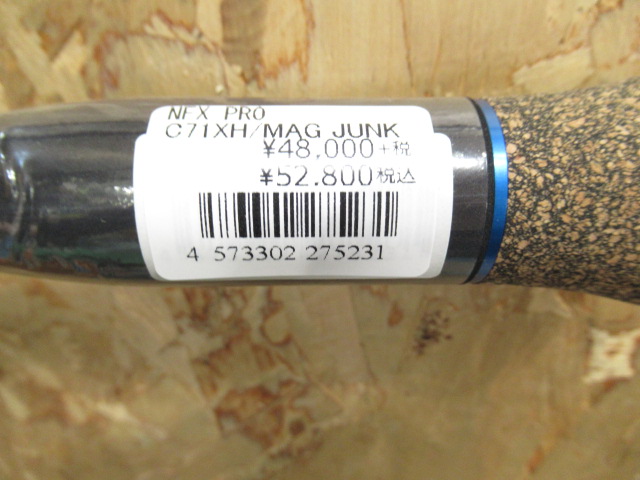 NFX PRO
C71XH/MAG JUNK
¥48,000+税
¥52.800税込
4 573302 275231